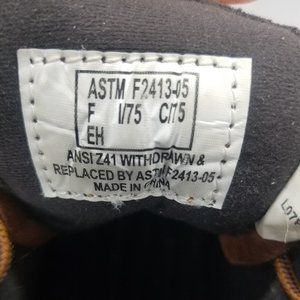 ASTM F2413-05
F I/75 C/75
EH
ANSI Z41 WITHDRAWN &
REPLACED BY ASTM F2413-05
MADE IN CHINA